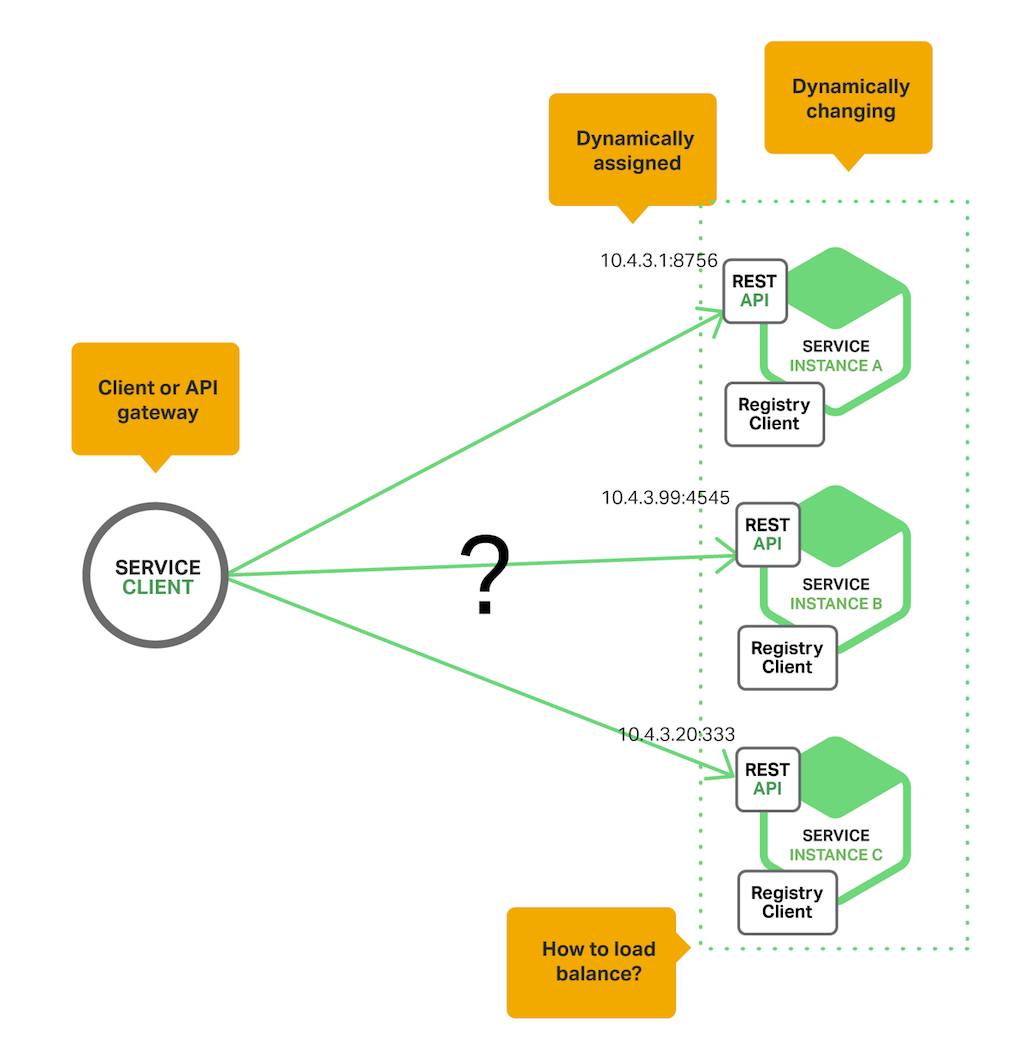 Dynamically
changing
Dynamically
assigned
10.4.3.1:8756
REST
API
SERVICE
INSTANCE A
Registry
Client
Client or API
gateway
10.4.3.99:4545
REST
API
SERVICE
CLIENT
?
SERVICE
INSTANCE B
Registry
Client
10.4.3.20:333
REST
API
SERVICE
INSTANCE C
Registry
Client
How to load
balance?